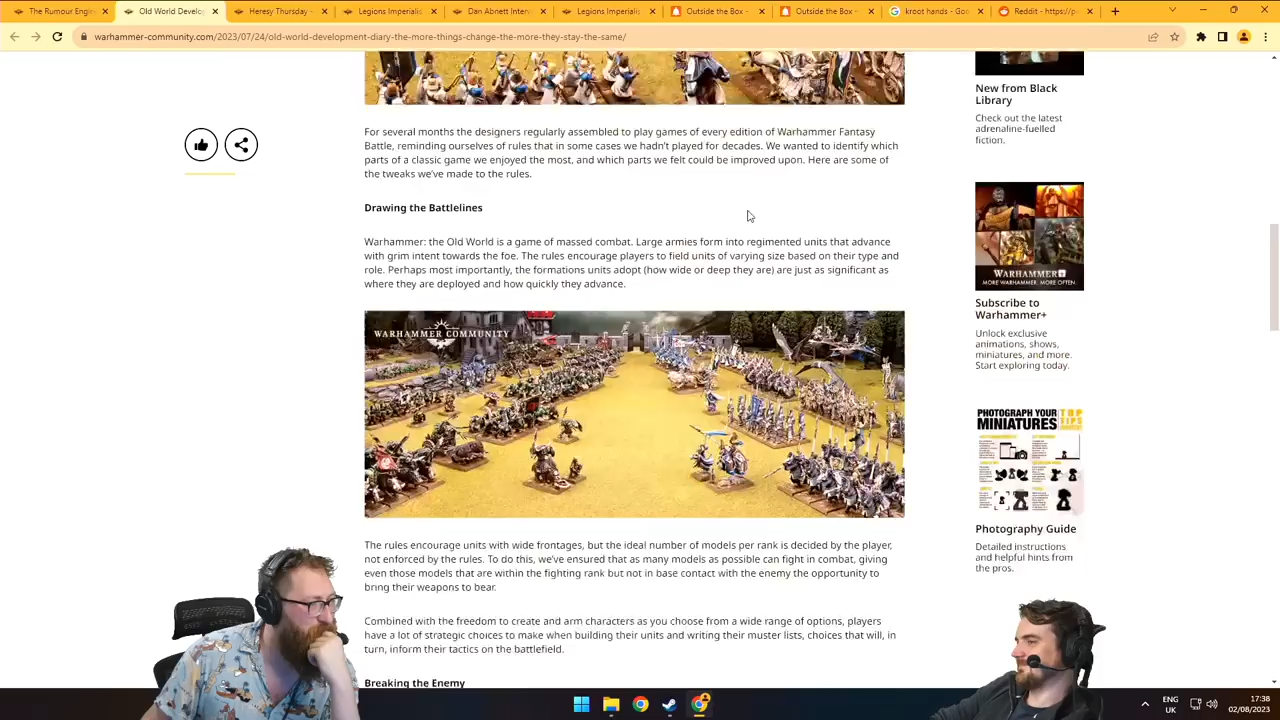 The Rumour Engine
Old World Develo
Heresy Thursday -
Legions Imperialis
Dan Abnett Interv
Legions Imperialis
Outside the Box -
Outside the Box -
kroot hands - Goo
Reddit - https://p
warhammer-community.com/2023/07/24/old-world-development-diary-the-more-things-change-the-more-they-stay-the-same/
For several months the designers regularly assembled to play games of every edition of Warhammer Fantasy
Battle, reminding ourselves of rules that in some cases we hadn't played for decades. We wanted to identify which
parts of a classic game we enjoyed the most, and which parts we felt could be improved upon. Here are some of
the tweaks we've made to the rules.
Drawing the Battlelines
Warhammer: the Old World is a game of massed combat. Large armies form into regimented units that advance
with grim intent towards the foe. The rules encourage players to field units of varying size based on their type and
role. Perhaps most importantly, the formations units adopt (how wide or deep they are) are just as significant as
where they are deployed and how quickly they advance.
WARHAMMER COMMUNITY
The rules encourage units with wide frontages, but the ideal number of models per rank is decided by the player,
not enforced by the rules. To do this, we've ensured that as many models as possible can fight in combat, giving
even those models that are within the fighting rank but not in base contact with the enemy the opportunity to
bring their weapons to bear.
Combined with the freedom to create and arm characters as you choose from a wide range of options, players
have a lot of strategic choices to make when building their units and writing their muster lists, choices that will, in
turn, inform their tactics on the battlefield.
Breaking the Enemy
New from Black
Library
Check out the latest
adrenaline-fuelled
fiction.
WARHAMMER+
MORE WARHAMMER. MORE OFTEN.
Subscribe to
Warhammer+
Unlock exclusive
animations, shows,
miniatures, and more.
Start exploring today.
PHOTOGRAPH YOUR
MINIATURES
Photography Guide
Detailed instructions
and helpful hints from
the pros.
ENG
UK
17:38
02/08/2023